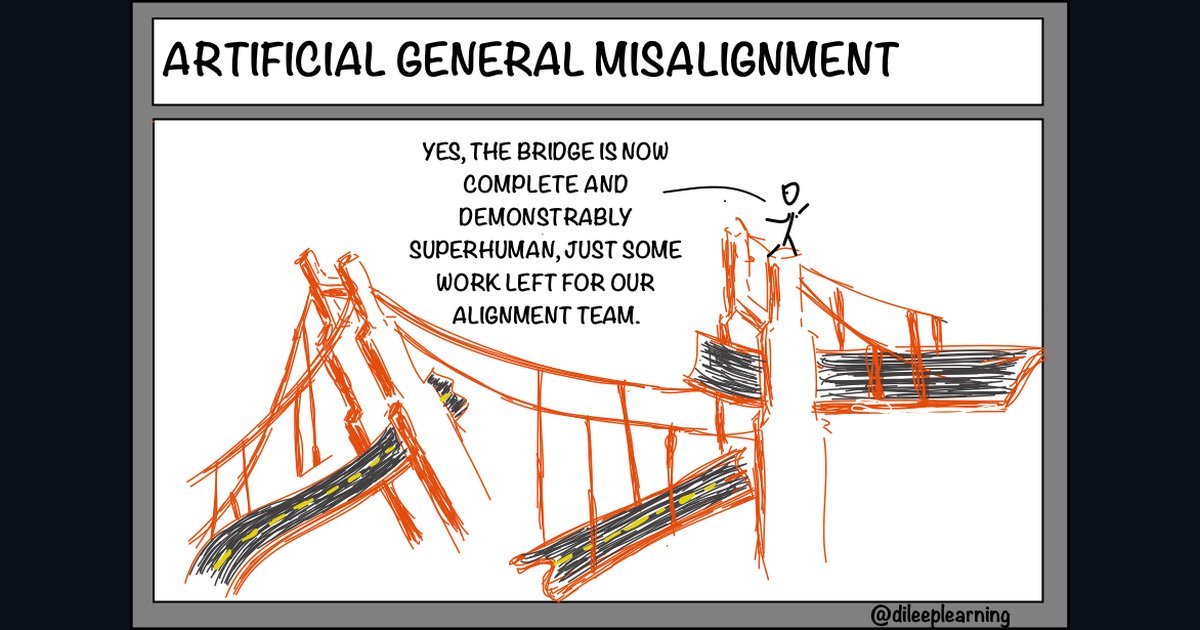 ARTIFICIAL GENERAL MISALIGNMENT
YES, THE BRIDGE IS NOW
COMPLETE AND
DEMONSTRABLY
SUPERHUMAN, JUST SOME
WORK LEFT FOR OUR
ALIGNMENT TEAM.
@dileeplearning